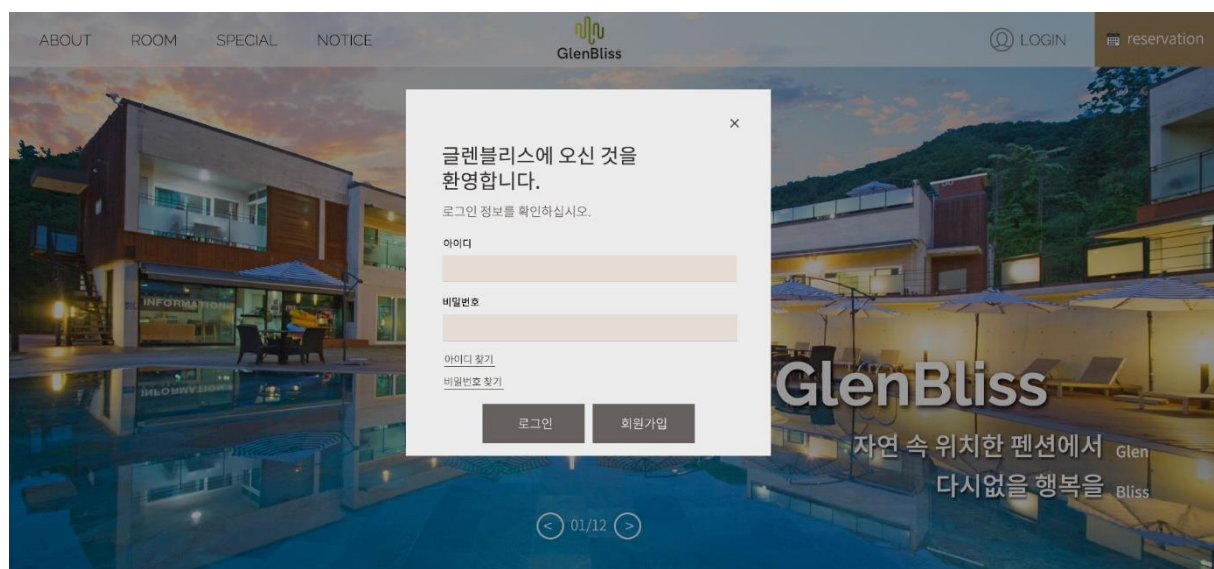 ABOUT ROOM SPECIAL NOTICE GlenBliss LOGIN reservation
×
글렌블리스에 오신 것을
환영합니다.
로그인 정보를 확인하십시오.
아이디
비밀번호
아이디 찾기
비밀번호 찾기
로그인 회원가입
INFORMATION
GlenBliss
자연 속 위치한 펜션에서 Glen
다시없을 행복을 Bliss
< 01/12 >